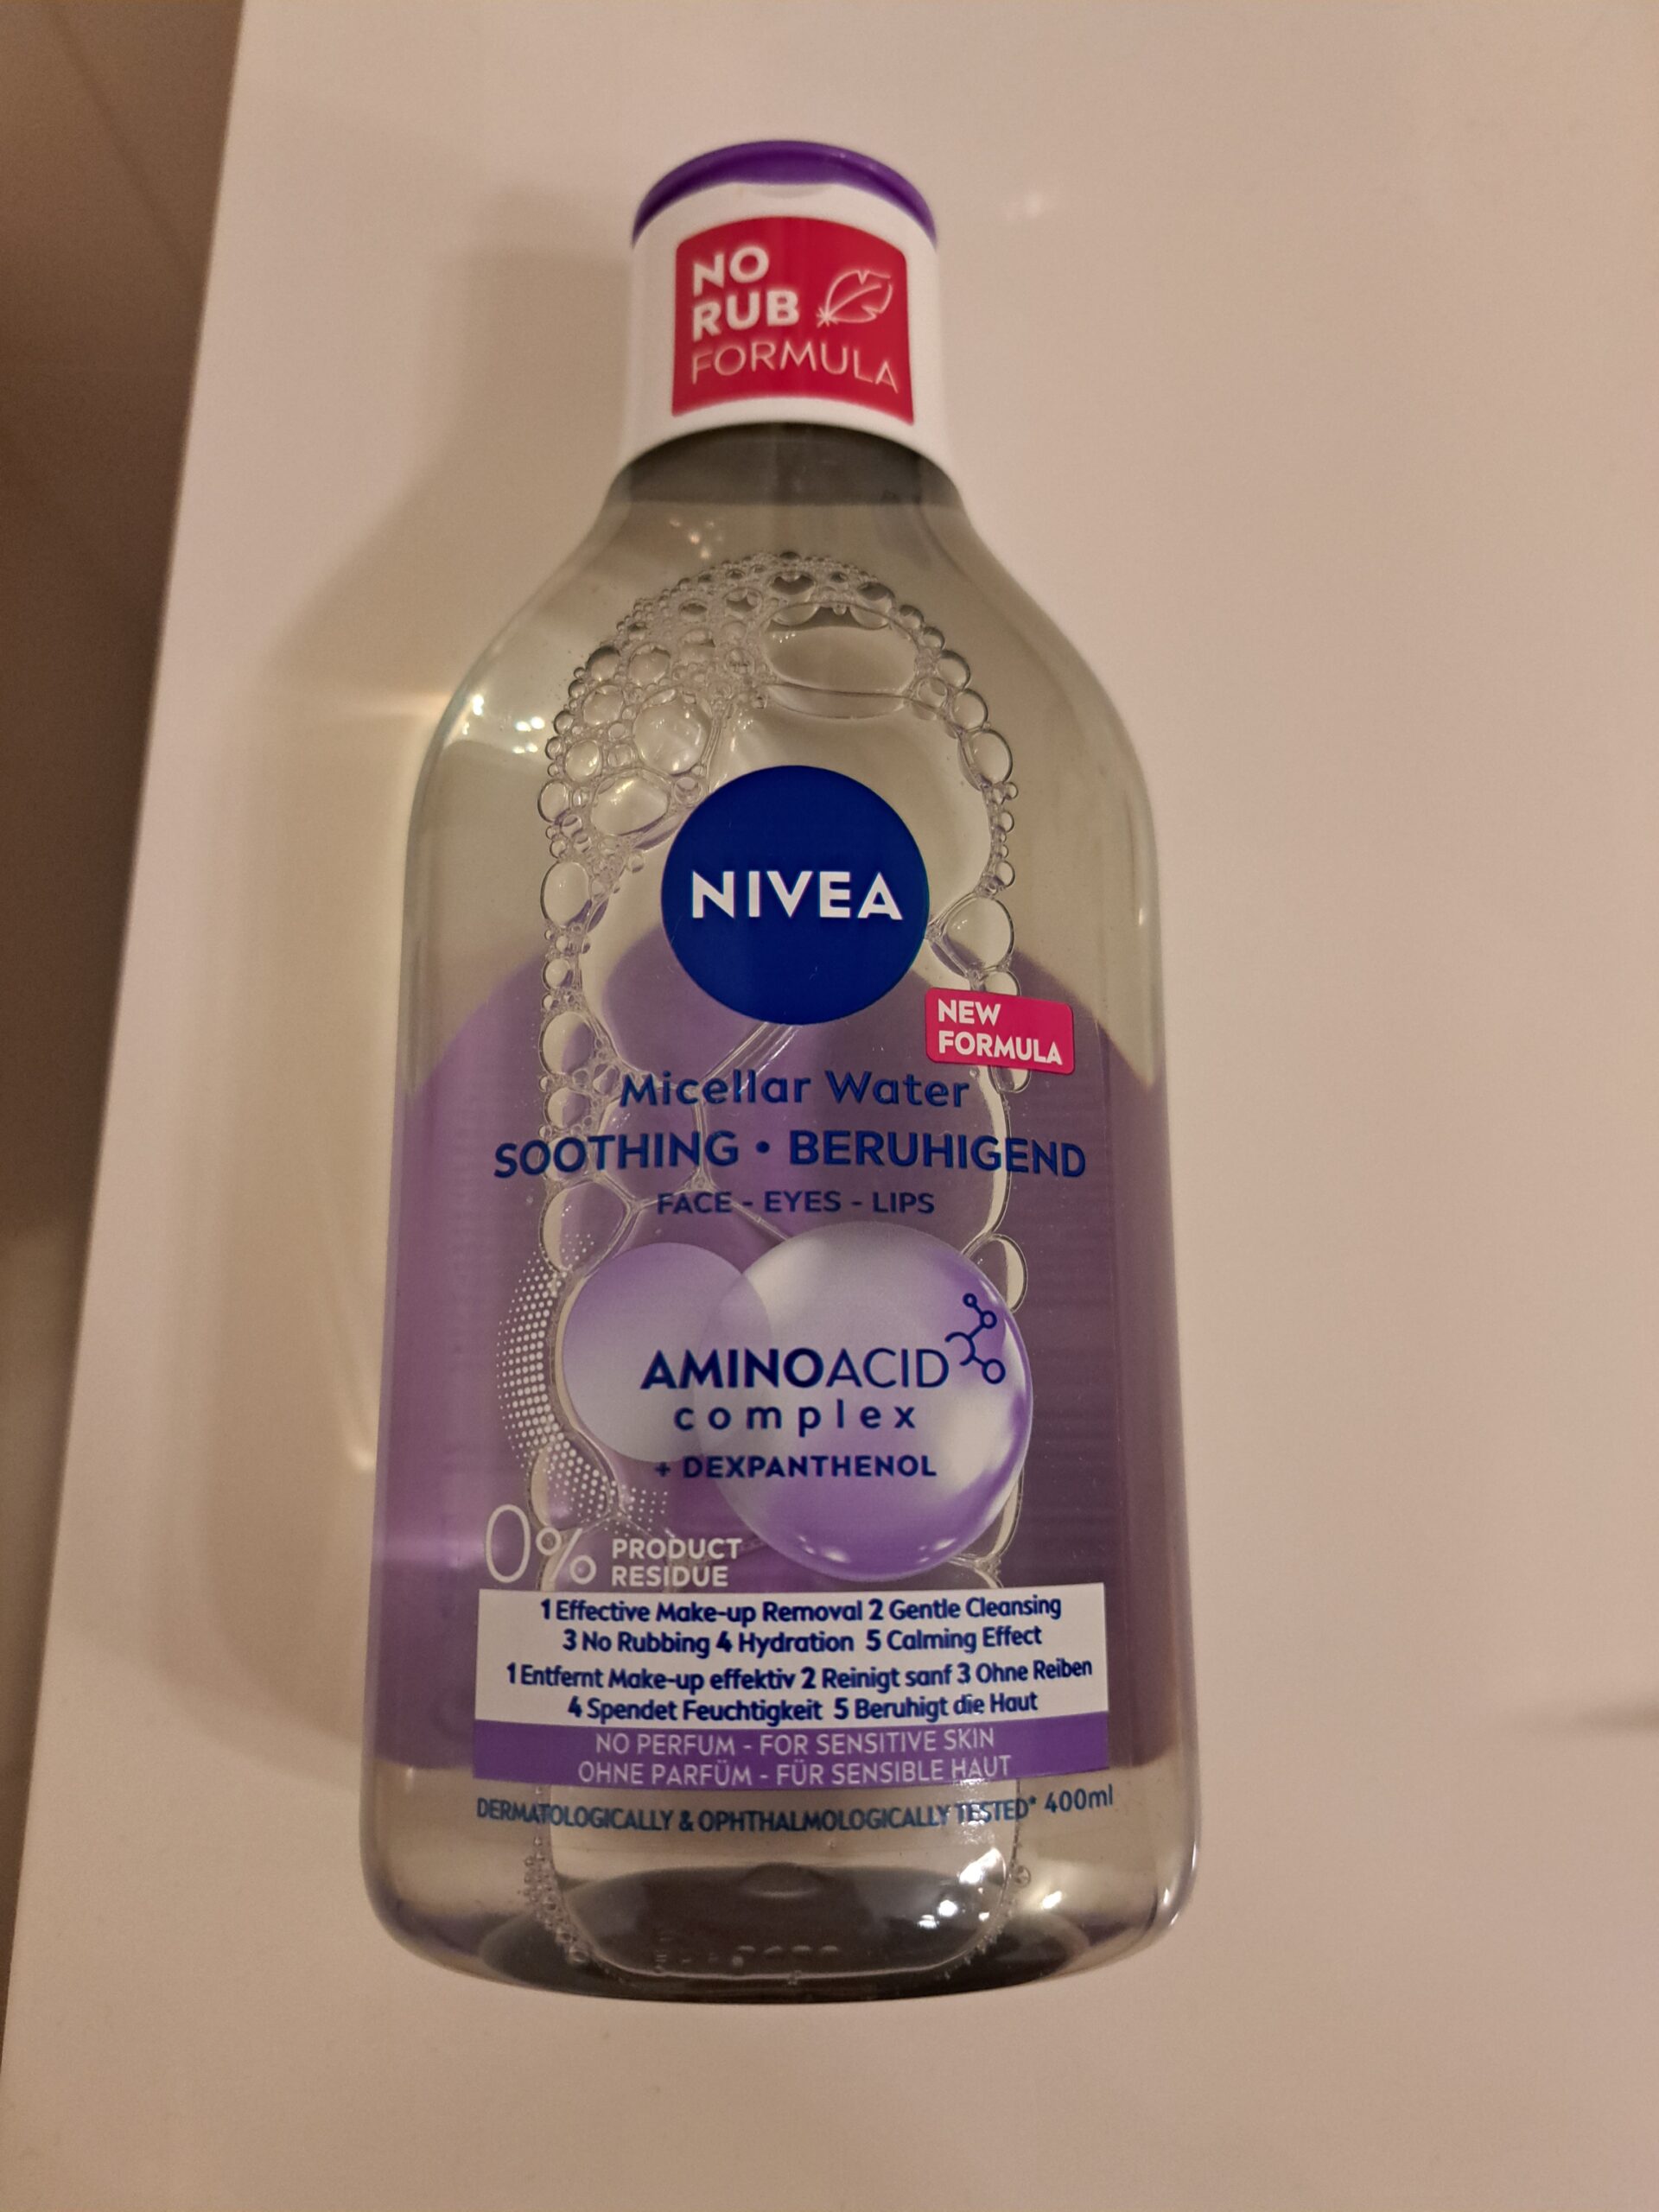 NO
RUB
FORMULA
NIVEA
NEW
FORMULA
Micellar Water
SOOTHING • BERUHIGEND
FACE - EYES - LIPS
AMINOACID
complex
+ DEXPANTHENOL
0% PRODUCT
RESIDUE
1 Effective Make-up Removal 2 Gentle Cleansing
3 No Rubbing 4 Hydration 5 Calming Effect
1 Entfernt Make-up effektiv 2 Reinigt sanf 3 Ohne Reiben
4 Spendet Feuchtigkeit 5 Beruhigt die Haut
NO PERFUM - FOR SENSITIVE SKIN
OHNE PARFÜM - FÜR SENSIBLE HAUT
DERMATOLOGICALLY & OPHTHALMOLOGICALLY TESTED* 400ml